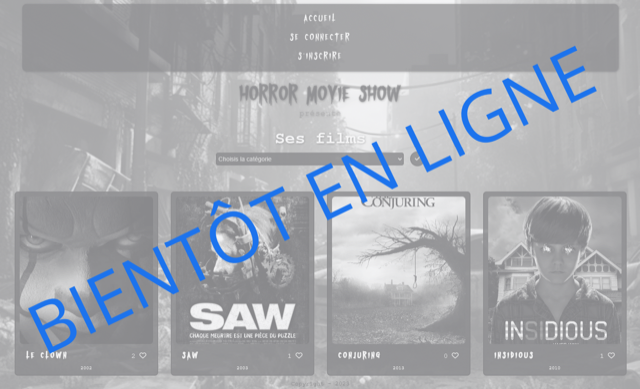 ACCUEIL
SE CONNECTER
S'INSCRIRE
HORROR MOVIE SHOW
Ses films
Choisis ta catégorie
BIENTÔT EN LIGNE
SAW
CHAQUE MEURTRE EST UNE PIÈCE DU PUZZLE
CONJURING
INSIDIOUS
LE CLOWN 2
SAW 1
CONJURING 0
INSIDIOUS 1